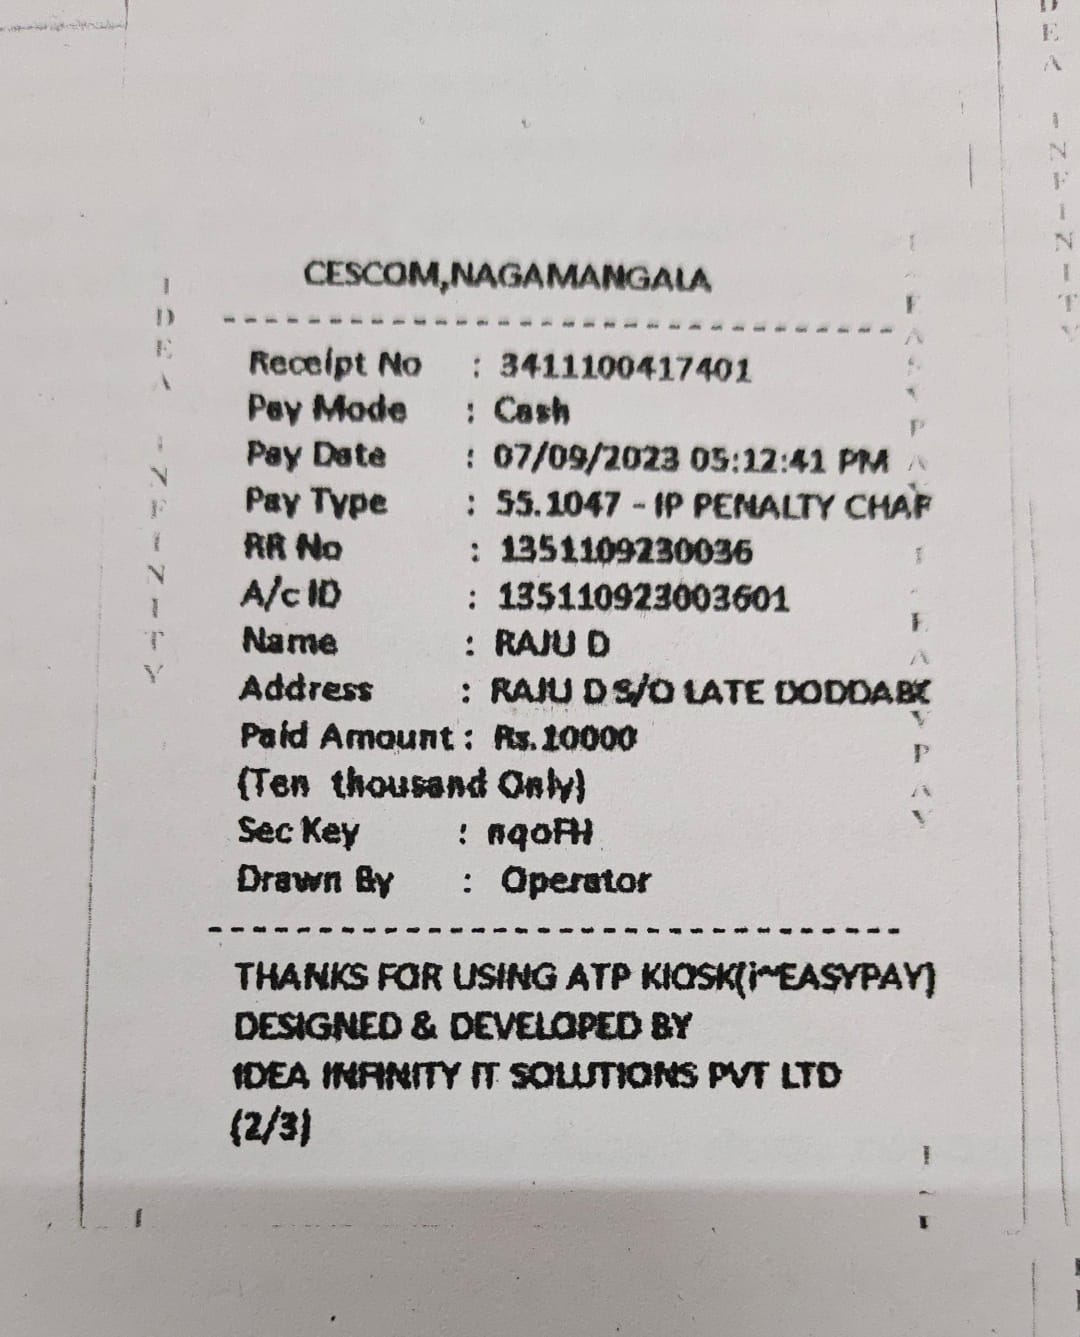 CESCOM,NAGAMANGALA
Receipt No : 3411100417401
Pay Mode : Cash
Pay Date : 07/09/2023 05:12:41 PM
Pay Type : 55.1047 - IP PENALTY CHAR
RR No : 1351109230036
A/c ID : 135110923003601
Name : RAJU D
Address : RAJU D S/O LATE
Paid Amount : Rs.10000
(Ten thousand Only)
Sec Key :
Drawn By : Operator
THANKS FOR USING ATP KIOSK(i~EASYPAY)
DESIGNED & DEVELOPED BY
IDEA INFINITY IT SOLUTIONS PVT LTD
(2/3)
IDEA INFINITY